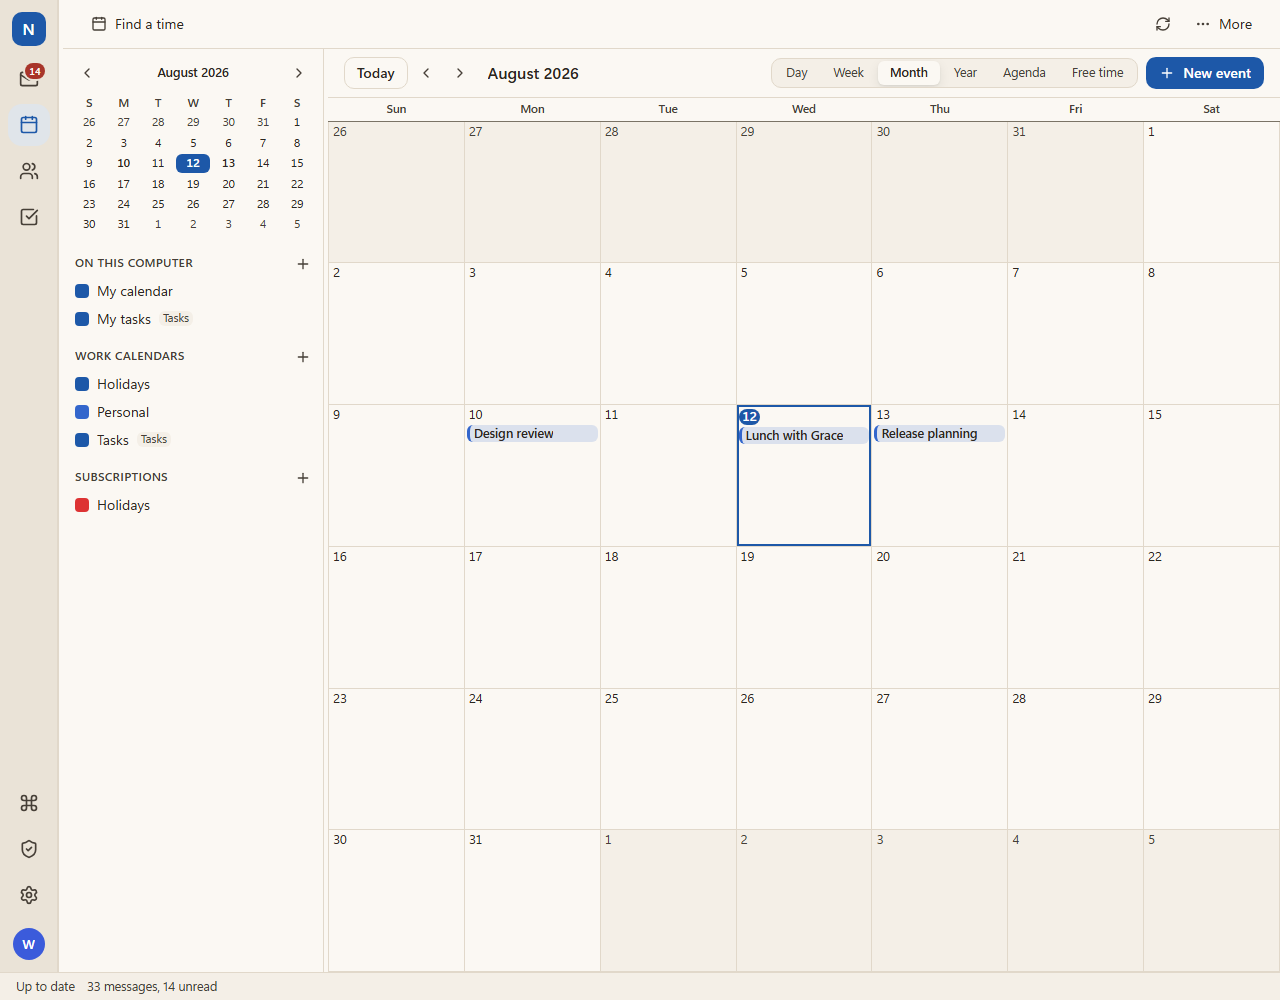 N
Find a time
More
14
August 2026
S M T W T F S
26 27 28 29 30 31 1
2 3 4 5 6 7 8
9 10 11 12 13 14 15
16 17 18 19 20 21 22
23 24 25 26 27 28 29
30 31 1 2 3 4 5
ON THIS COMPUTER
My calendar
My tasks Tasks
WORK CALENDARS
Holidays
Personal
Tasks Tasks
SUBSCRIPTIONS
Holidays
Today August 2026 Day Week Month Year Agenda Free time New event
Sun Mon Tue Wed Thu Fri Sat
26 27 28 29 30 31 1
2 3 4 5 6 7 8
9 10 11 12 13 14 15
Design review Lunch with Grace Release planning
16 17 18 19 20 21 22
23 24 25 26 27 28 29
30 31 1 2 3 4 5
W
Up to date 33 messages, 14 unread